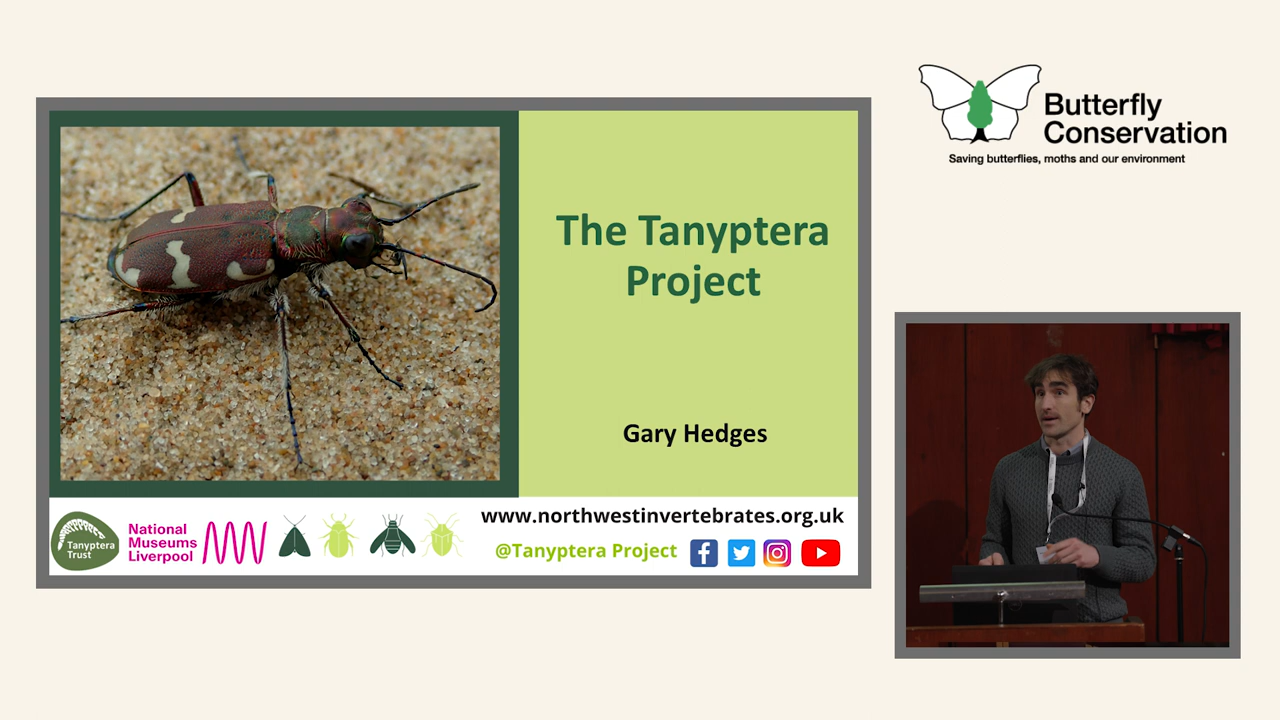 The Tanyptera
Project
Gary Hedges
Tanyptera
Trust
National
Museums
Liverpool
www.northwestinvertebrates.org.uk
@Tanyptera Project
Butterfly
Conservation
Saving butterflies, moths and our environment